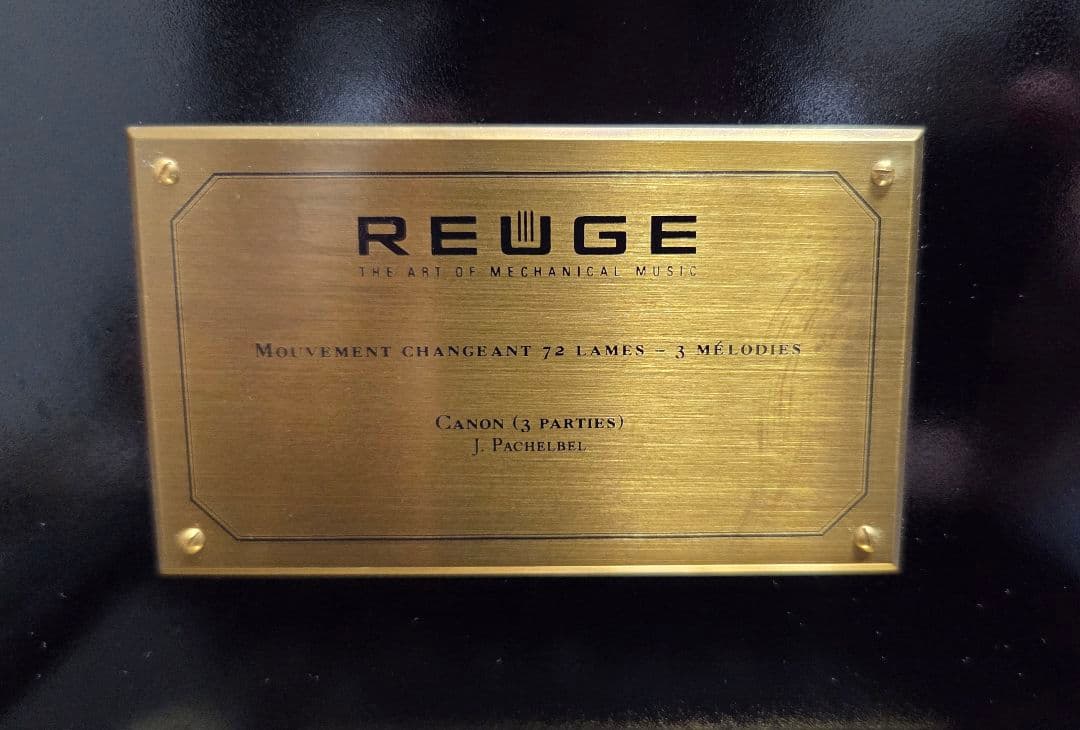 REUGE
THE ART OF MECHANICAL MUSIC
MOUVEMENT CHANGEANT 72 LAMES – 3 MÉLODIES
CANON (3 PARTIES)
J. PACHELBEL